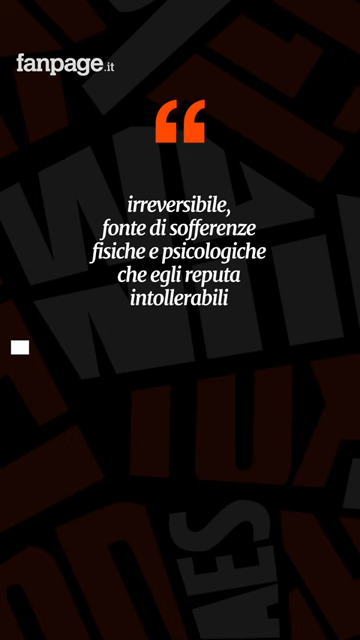 fanpage.it
“
irreversibile,
fonte di sofferenze
fisiche e psicologiche
che egli reputa
intollerabili